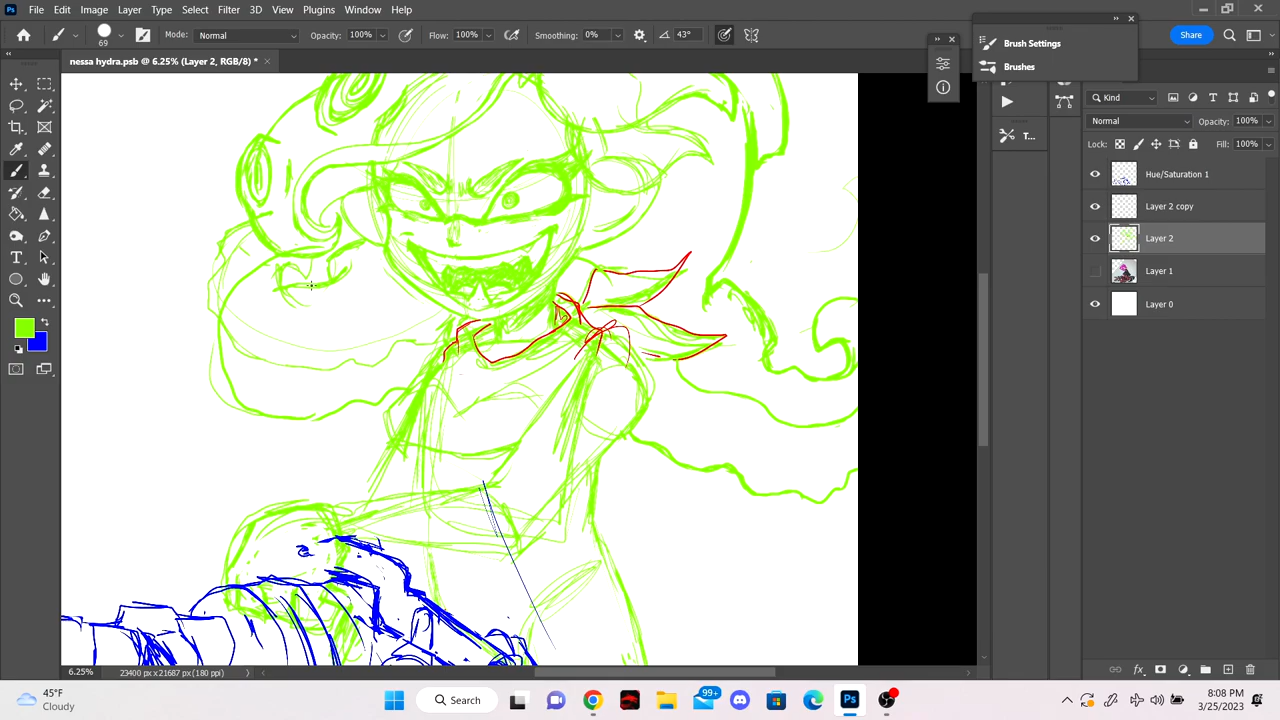 File Edit Image Layer Type Select Filter 3D View Plugins Window Help
69 Mode: Normal Opacity: 100% Flow: 100% Smoothing: 0% 43° Share
nessa hydra.psb @ 6.25% (Layer 2, RGB/8) *
Brush Settings
Brushes
T...
Kind
Normal Opacity: 100%
Lock: Fill: 100%
Hue/Saturation 1
Layer 2 copy
Layer 2
Layer 1
Layer 0
6.25% 23400 px x 21687 px (180 ppi)
45°F
Cloudy
Search
99+
8:08 PM
3/25/2023